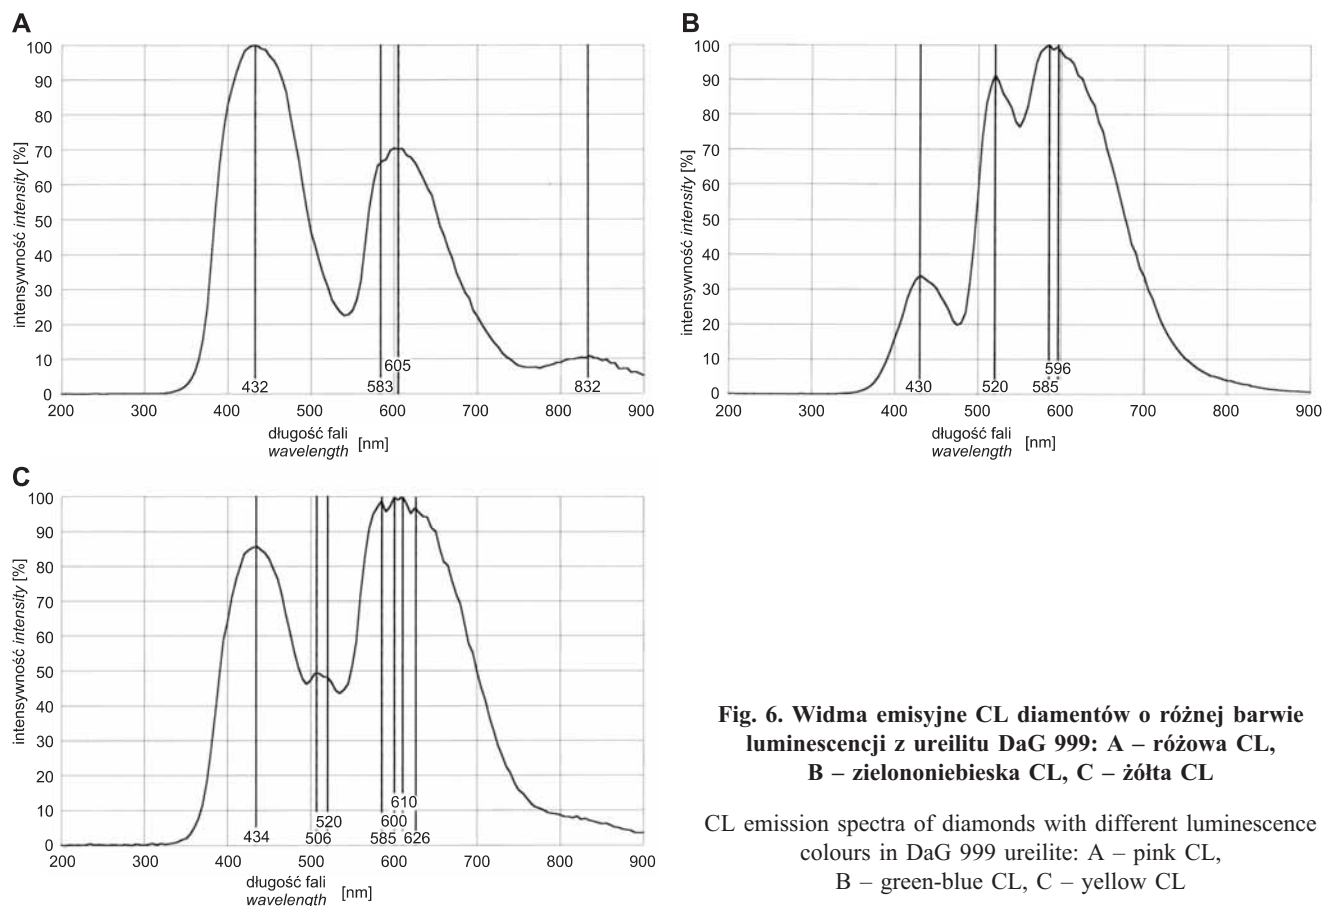 A
100
90
80
70
60
50
40
30
20
10
0
intensywność intensity [%]
432
583
605
832
200 300 400 500 600 700 800 900
długość fali
wavelength [nm]
B
100
90
80
70
60
50
40
30
20
10
0
intensywność intensity [%]
430
520
585
596
200 300 400 500 600 700 800 900
długość fali
wavelength [nm]
C
100
90
80
70
60
50
40
30
20
10
0
intensywność intensity [%]
434
506
520
585
600
610
626
200 300 400 500 600 700 800 900
długość fali
wavelength [nm]
Fig. 6. Widma emisyjne CL diamentów o różnej barwie
luminescencji z ureilitu DaG 999: A – różowa CL,
B – zielononiebieska CL, C – żółta CL
CL emission spectra of diamonds with different luminescence
colours in DaG 999 ureilite: A – pink CL,
B – green-blue CL, C – yellow CL